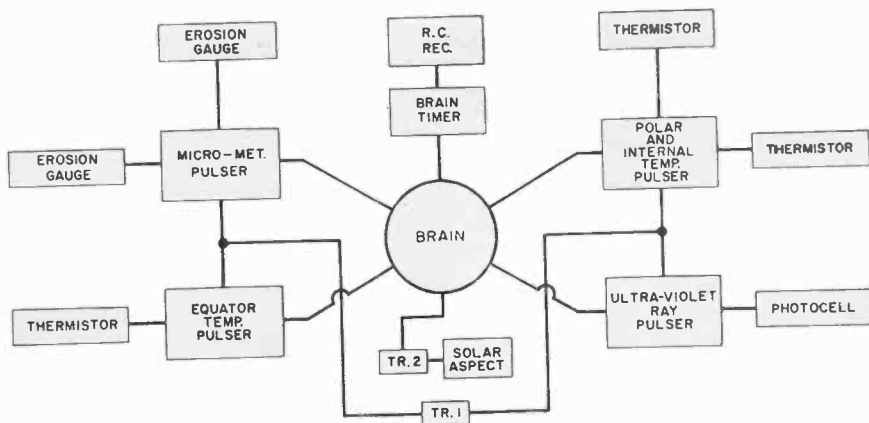 EROSION
GAUGE
R.C.
REC.
THERMISTOR
BRAIN
TIMER
EROSION
GAUGE
MICRO-MET.
PULSER
POLAR
AND
INTERNAL
TEMP.
PULSER
THERMISTOR
BRAIN
THERMISTOR
EQUATOR
TEMP.
PULSER
ULTRA-VIOLET
RAY
PULSER
PHOTOCELL
TR.2
SOLAR
ASPECT
TR.1